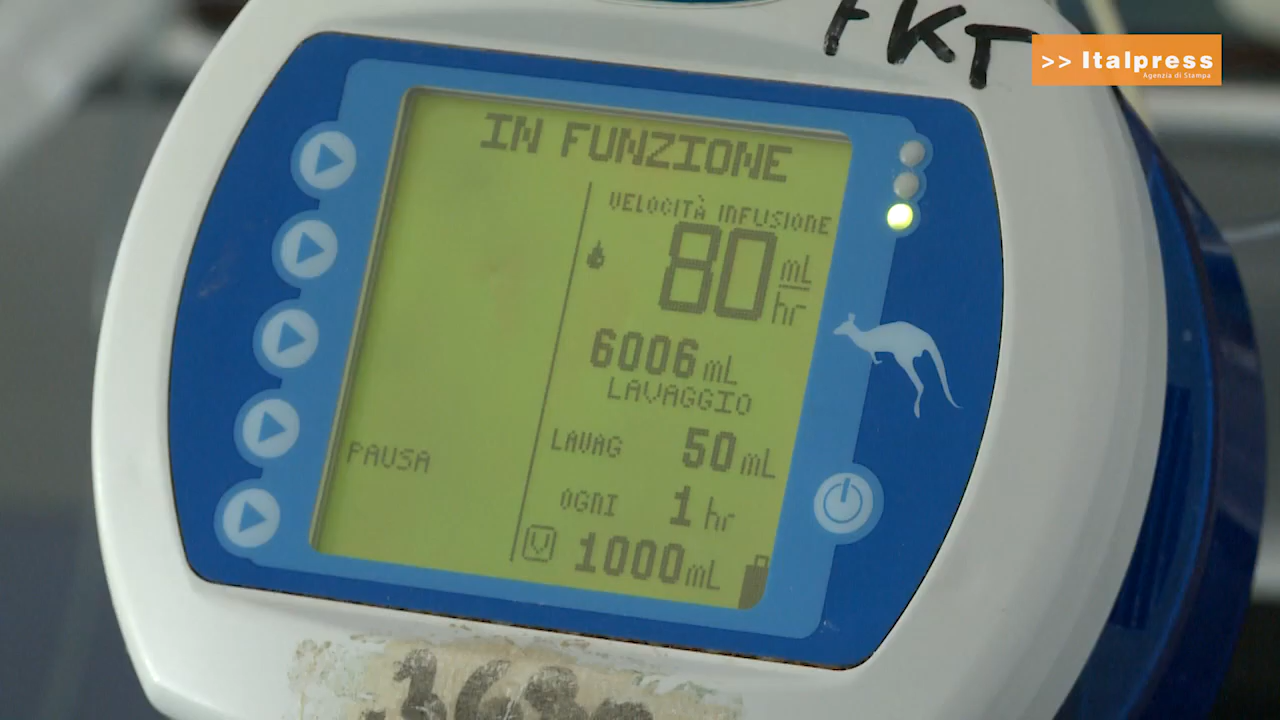 FKT
>> Italpress
Agenzia di Stampa
IN FUNZIONE
VELOCITÀ INFUSIONE
80 mL/hr
6006 mL
LAVAGGIO
LAVAG 50 mL
PAUSA
OGNI 1 hr
1000 mL